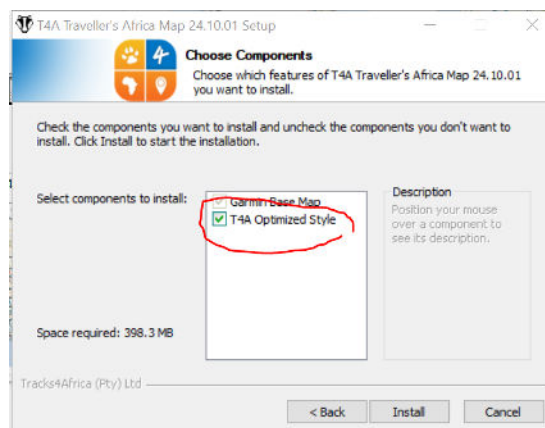 T4A Traveller's Africa Map 24.10.01 Setup
Choose Components
Choose which features of T4A Traveller's Africa Map 24.10.01
you want to install.
Check the components you want to install and uncheck the components you don't want to
install. Click Install to start the installation.
Select components to install:
Garmin Base Map
T4A Optimized Style
Description
Position your mouse
over a component to
see its description.
Space required: 398.3 MB
Tracks4Africa (Pty) Ltd
< Back
Install
Cancel